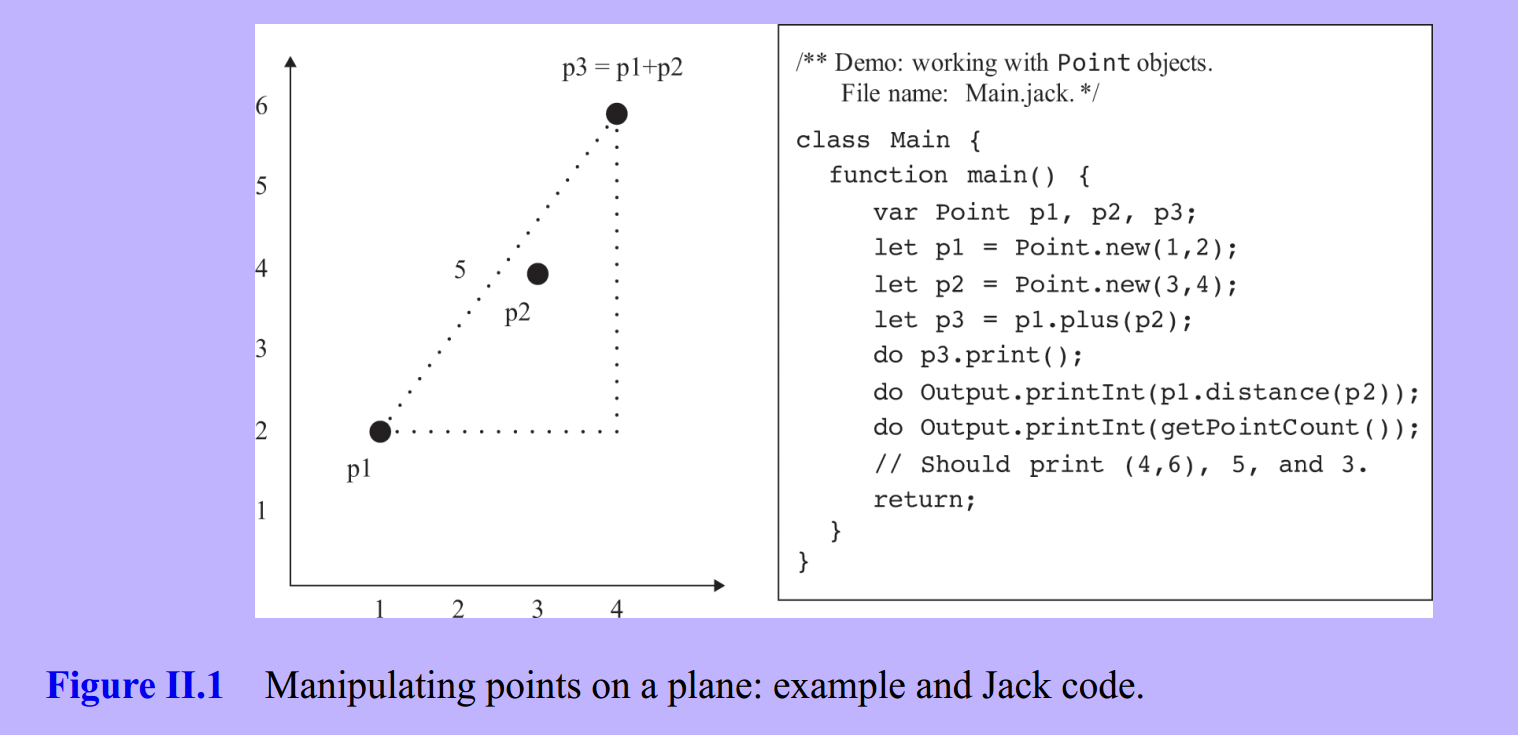 p3 = p1+p2
6
5
4
3
2
1
5
p2
p1
1 2 3 4
/** Demo: working with Point objects.
File name: Main.jack. */
class Main {
function main() {
var Point p1, p2, p3;
let p1 = Point.new(1,2);
let p2 = Point.new(3,4);
let p3 = p1.plus(p2);
do p3.print();
do Output.printInt(p1.distance(p2));
do Output.printInt(getPointCount());
// Should print (4,6), 5, and 3.
return;
}
}
Figure II.1 Manipulating points on a plane: example and Jack code.